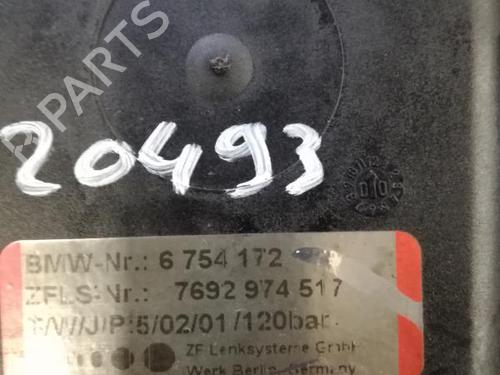 B PARTS
20493
BMW-Nr.: 6 754 172
ZFLS-Nr.: 7692 974 517
T/W/J/P:5/02/01/120bar
ZF Lenksysteme GmbH
Werk Berlin, Germany